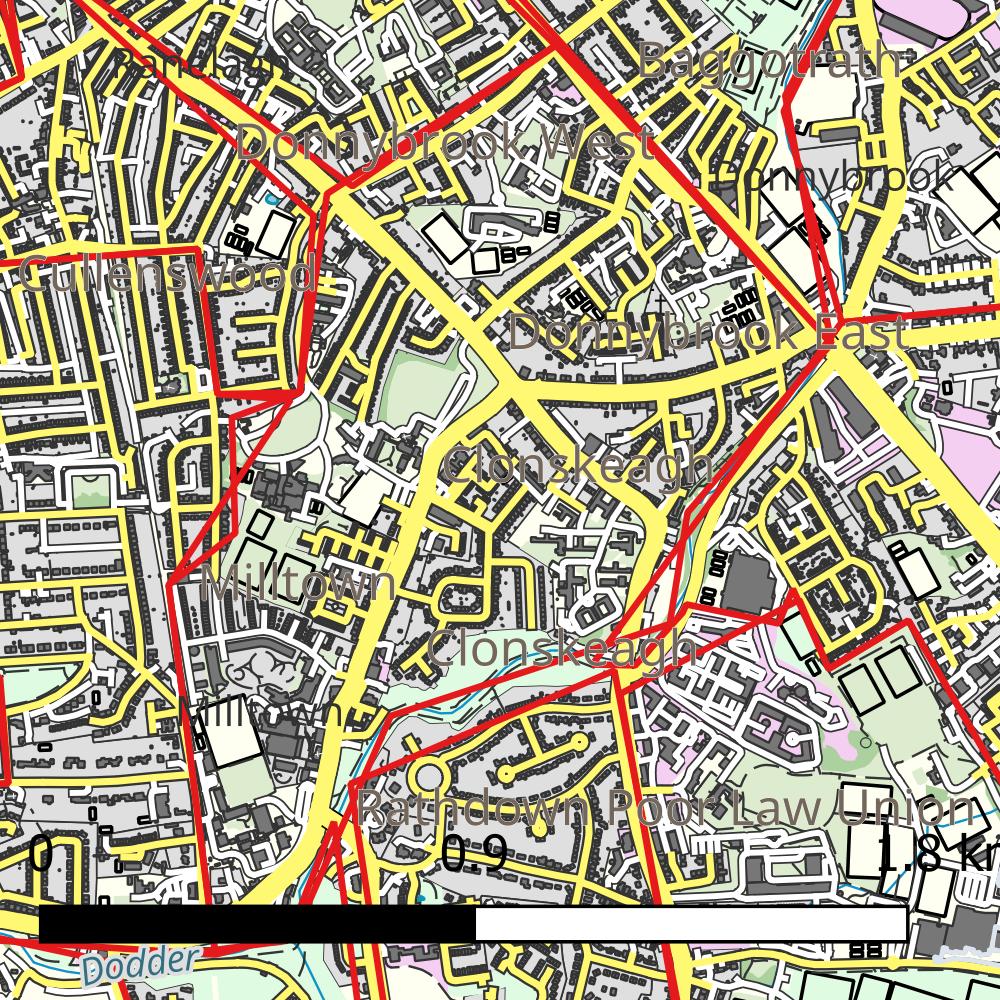 Baggotrath
Ranelagh
Donnybrook West
Donnybrook
Cullenswood
Donnybrook East
Clonskeagh
Milltown
Clonskeagh
Milltown
Rathdown Poor Law Union
0 0.9 1.8 km
Dodder